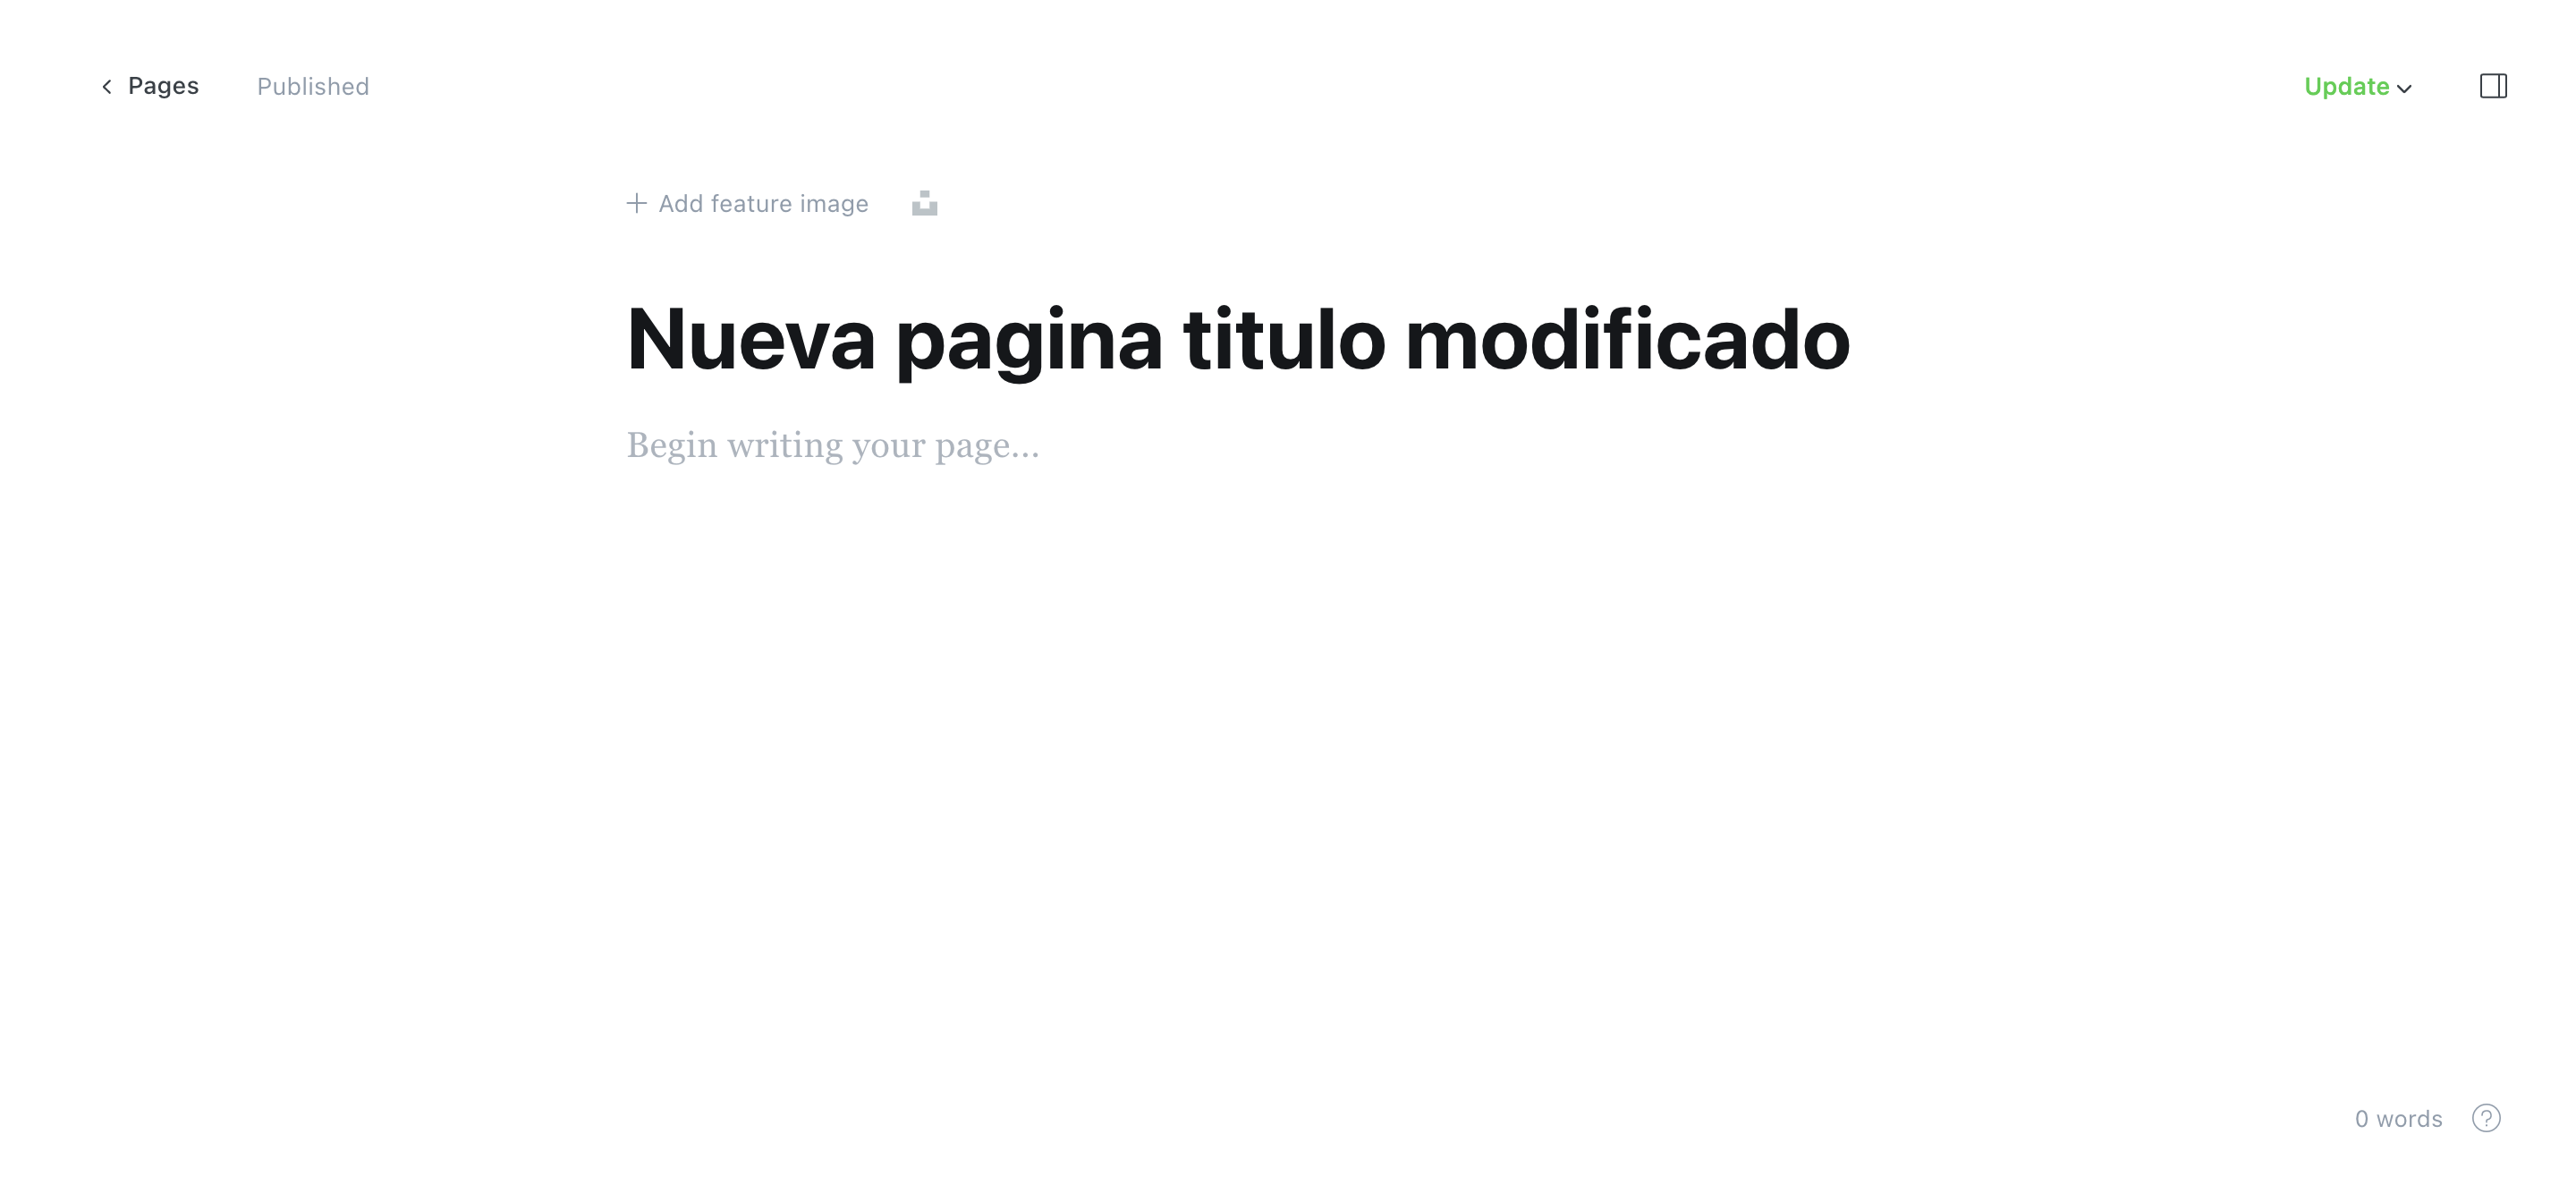 Pages
Published
Update
Add feature image
Nueva pagina titulo modificado
Begin writing your page...
0 words
?